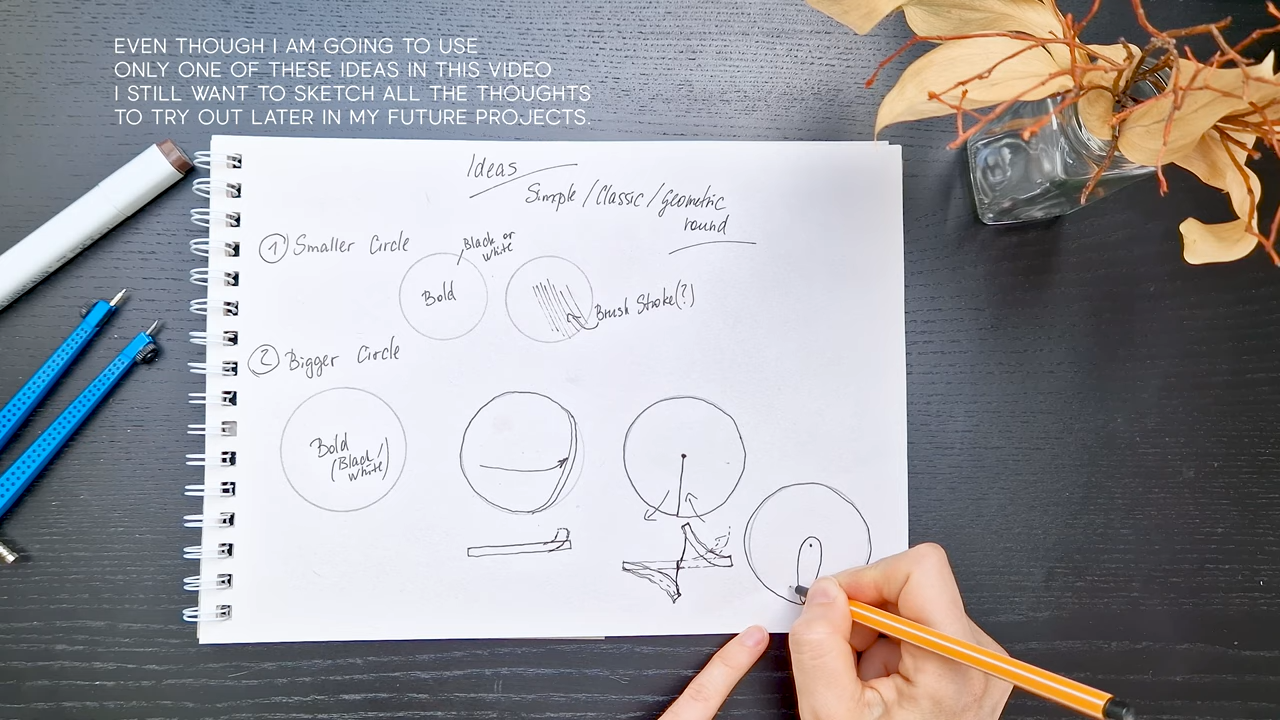 EVEN THOUGH I AM GOING TO USE
ONLY ONE OF THESE IDEAS IN THIS VIDEO
I STILL WANT TO SKETCH ALL THE THOUGHTS
TO TRY OUT LATER IN MY FUTURE PROJECTS.
Ideas
Simple/Classic/Geometric
round
1 Smaller Circle
Black or
white
Bold
Brush Stroke(?)
2 Bigger Circle
Bold
(Black/
white)